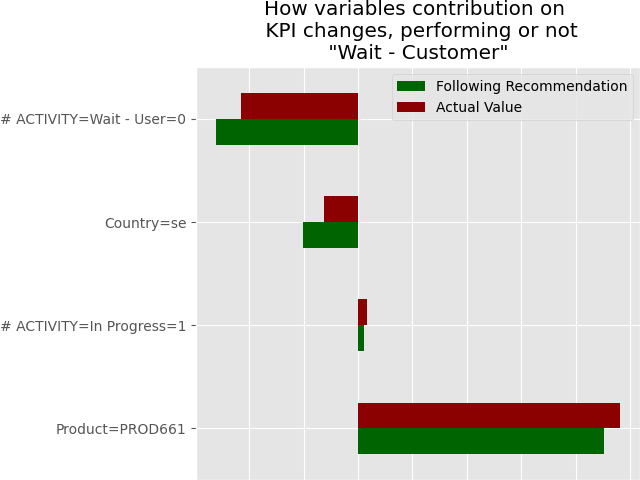 How variables contribution on
KPI changes, performing or not
"Wait - Customer"
Following Recommendation
Actual Value
# ACTIVITY=Wait - User=0
Country=se
# ACTIVITY=In Progress=1
Product=PROD661